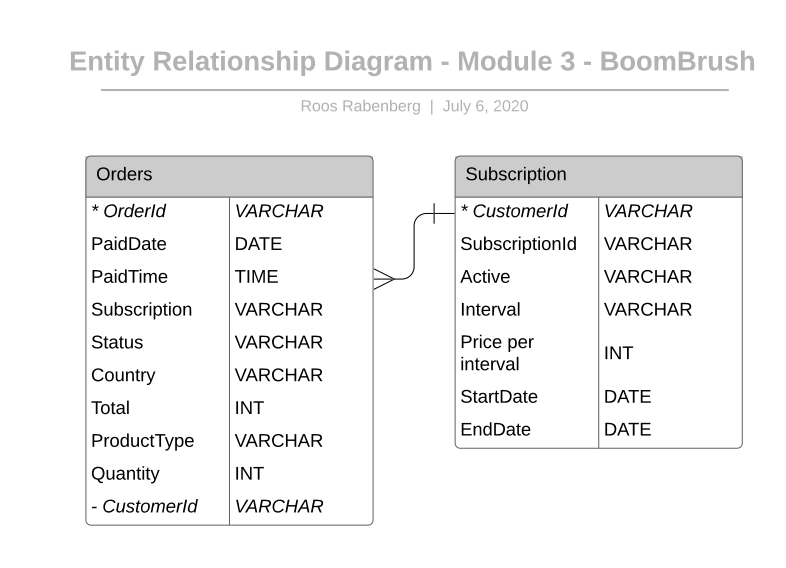 Entity Relationship Diagram - Module 3 - BoomBrush
Roos Rabenberg | July 6, 2020
Orders
* OrderId VARCHAR
PaidDate DATE
PaidTime TIME
Subscription VARCHAR
Status VARCHAR
Country VARCHAR
Total INT
ProductType VARCHAR
Quantity INT
- CustomerId VARCHAR
Subscription
* CustomerId VARCHAR
SubscriptionId VARCHAR
Active VARCHAR
Interval VARCHAR
Price per
interval INT
StartDate DATE
EndDate DATE